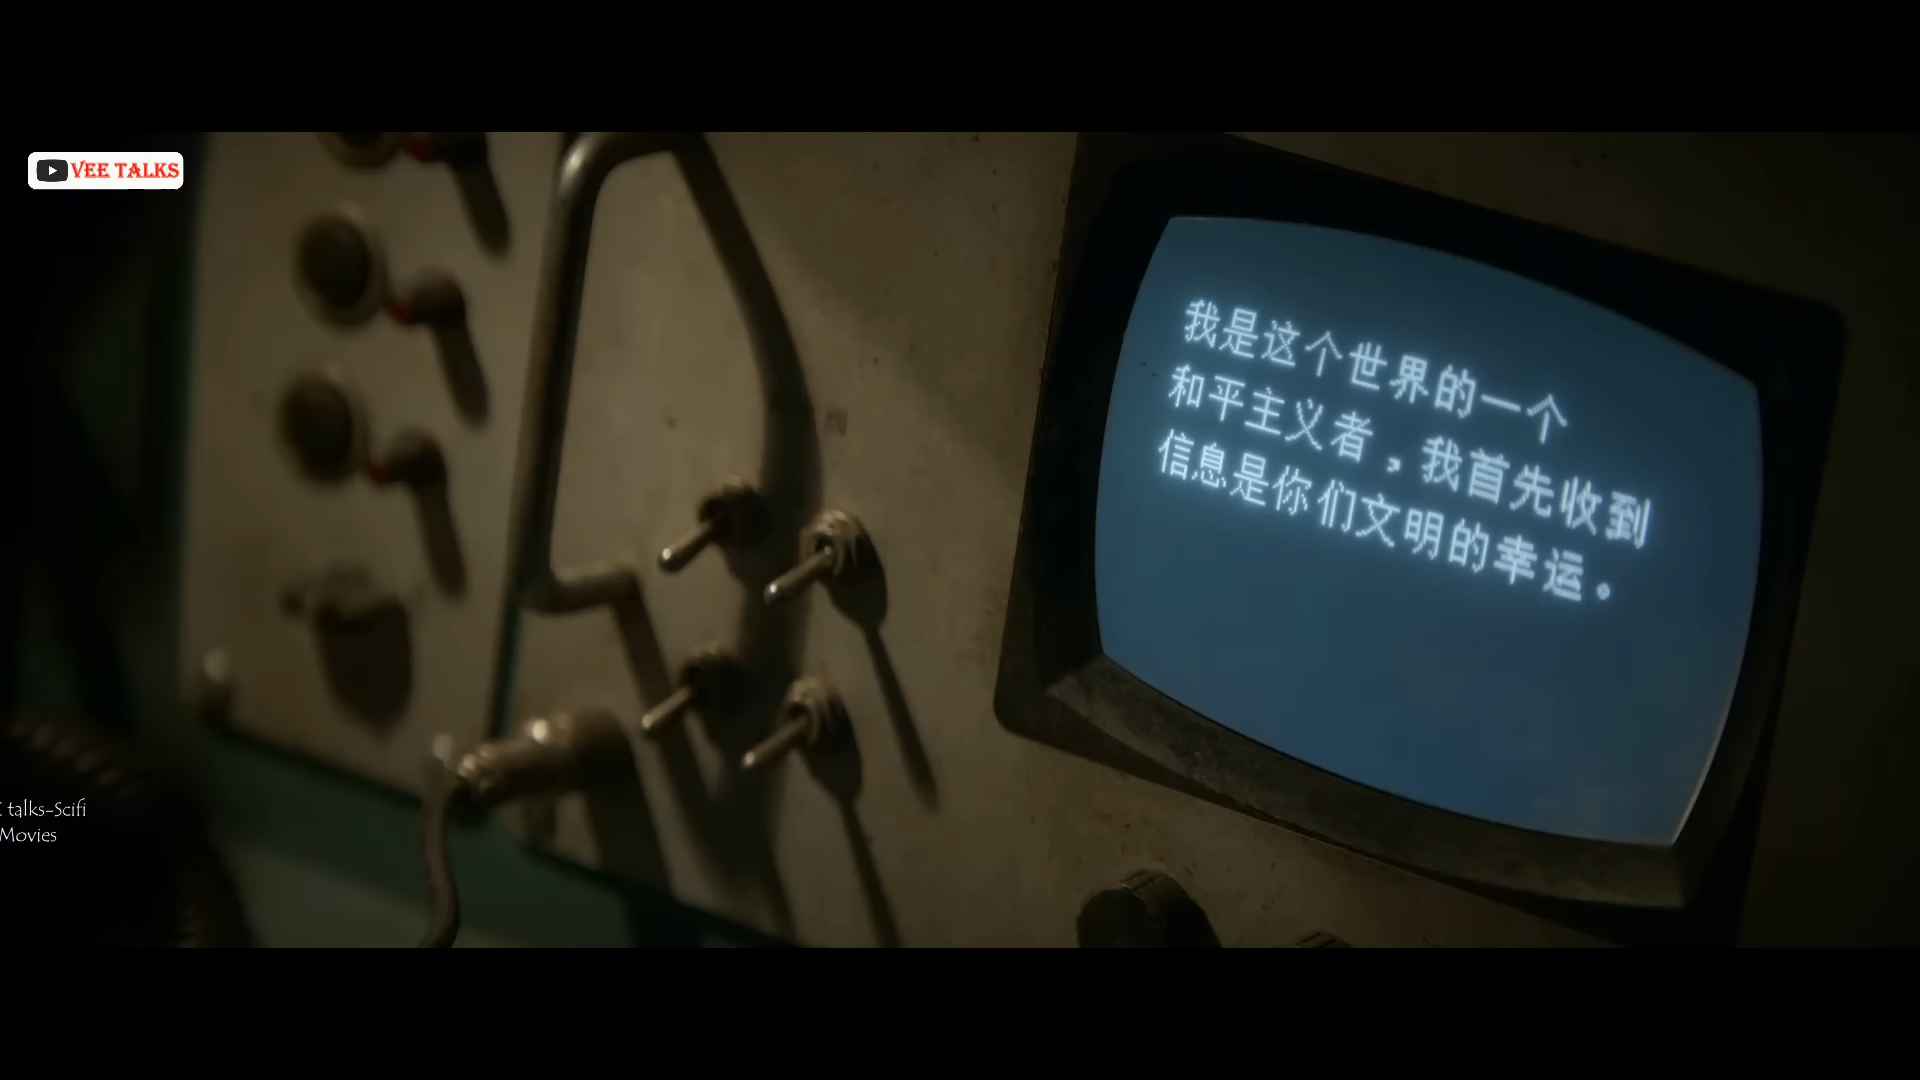 VEE TALKS
我是这个世界的一个
和平主义者，我首先收到
信息是你们文明的幸运。
talks-Scifi
Movies